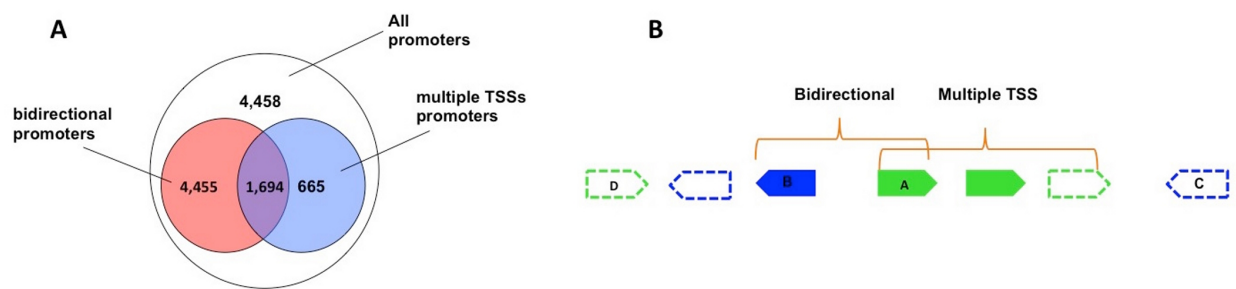 A
All
promoters
4,458
bidirectional
promoters
multiple TSSs
promoters
4,455
1,694
665
B
Bidirectional
Multiple TSS
D
B
A
C